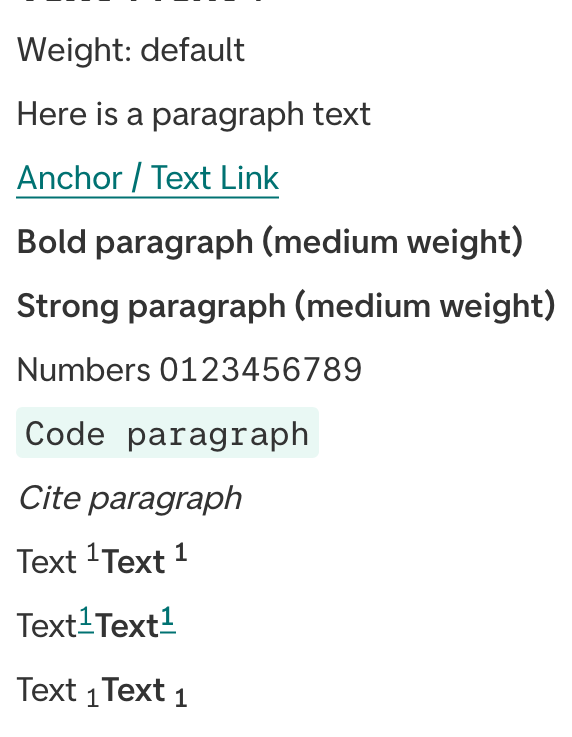 Weight: default
Here is a paragraph text
Anchor / Text Link
Bold paragraph (medium weight)
Strong paragraph (medium weight)
Numbers 0123456789
Code paragraph
Cite paragraph
Text ¹Text ¹
Text¹Text¹
Text ₁Text ₁